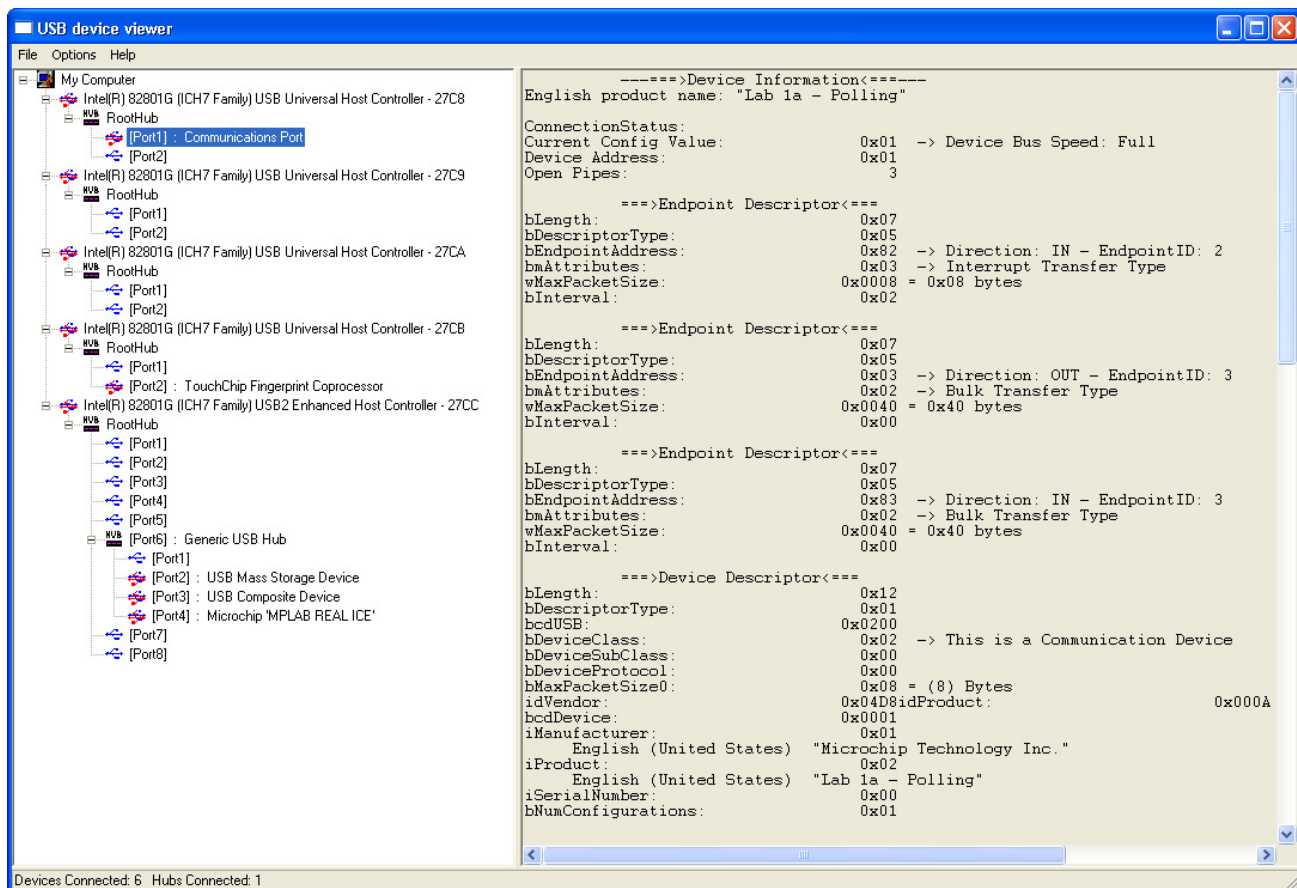 USB device viewer
File Options Help
My Computer
Intel(R) 82801G (ICH7 Family) USB Universal Host Controller - 27C8
RootHub
[Port1] : Communications Port
[Port2]
Intel(R) 82801G (ICH7 Family) USB Universal Host Controller - 27C9
RootHub
[Port1]
[Port2]
Intel(R) 82801G (ICH7 Family) USB Universal Host Controller - 27CA
RootHub
[Port1]
[Port2]
Intel(R) 82801G (ICH7 Family) USB Universal Host Controller - 27CB
RootHub
[Port1]
[Port2] : TouchChip Fingerprint Coprocessor
Intel(R) 82801G (ICH7 Family) USB2 Enhanced Host Controller - 27CC
RootHub
[Port1]
[Port2]
[Port3]
[Port4]
[Port5]
[Port6] : Generic USB Hub
[Port1]
[Port2] : USB Mass Storage Device
[Port3] : USB Composite Device
[Port4] : Microchip 'MPLAB REAL ICE'
[Port7]
[Port8]
---===>Device Information<===---
English product name: "Lab 1a - Polling"
ConnectionStatus:
Current Config Value: 0x01 -> Device Bus Speed: Full
Device Address: 0x01
Open Pipes: 3
===>Endpoint Descriptor<===
bLength: 0x07
bDescriptorType: 0x05
bEndpointAddress: 0x82 -> Direction: IN - EndpointID: 2
bmAttributes: 0x03 -> Interrupt Transfer Type
wMaxPacketSize: 0x0008 = 0x08 bytes
bInterval: 0x02
===>Endpoint Descriptor<===
bLength: 0x07
bDescriptorType: 0x05
bEndpointAddress: 0x03 -> Direction: OUT - EndpointID: 3
bmAttributes: 0x02 -> Bulk Transfer Type
wMaxPacketSize: 0x0040 = 0x40 bytes
bInterval: 0x00
===>Endpoint Descriptor<===
bLength: 0x07
bDescriptorType: 0x05
bEndpointAddress: 0x83 -> Direction: IN - EndpointID: 3
bmAttributes: 0x02 -> Bulk Transfer Type
wMaxPacketSize: 0x0040 = 0x40 bytes
bInterval: 0x00
===>Device Descriptor<===
bLength: 0x12
bDescriptorType: 0x01
bcdUSB: 0x0200
bDeviceClass: 0x02 -> This is a Communication Device
bDeviceSubClass: 0x00
bDeviceProtocol: 0x00
bMaxPacketSize0: 0x08 = (8) Bytes
idVendor: 0x04D8idProduct: 0x000A
bcdDevice: 0x0001
iManufacturer: 0x01
English (United States) "Microchip Technology Inc."
iProduct: 0x02
English (United States) "Lab 1a - Polling"
iSerialNumber: 0x00
bNumConfigurations: 0x01
Devices Connected: 6 Hubs Connected: 1